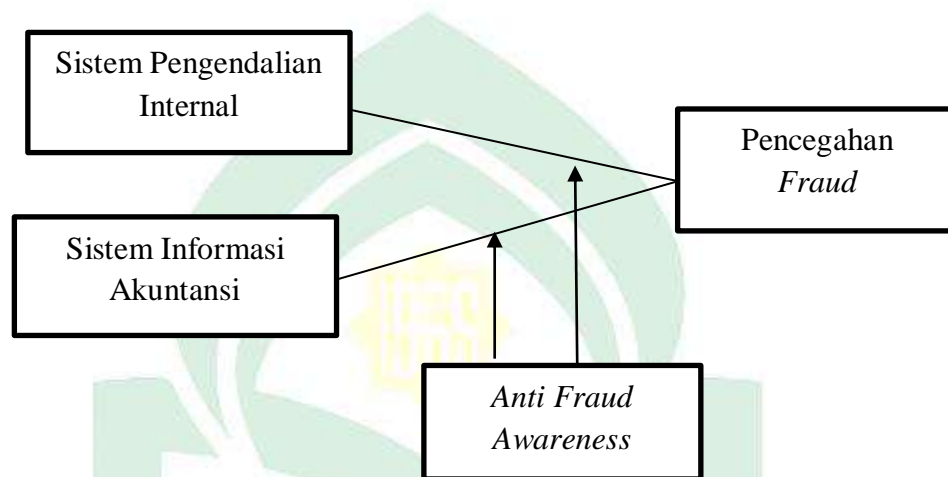 Sistem Pengendalian
Internal
Pencegahan
Fraud
Sistem Informasi
Akuntansi
Anti Fraud
Awareness